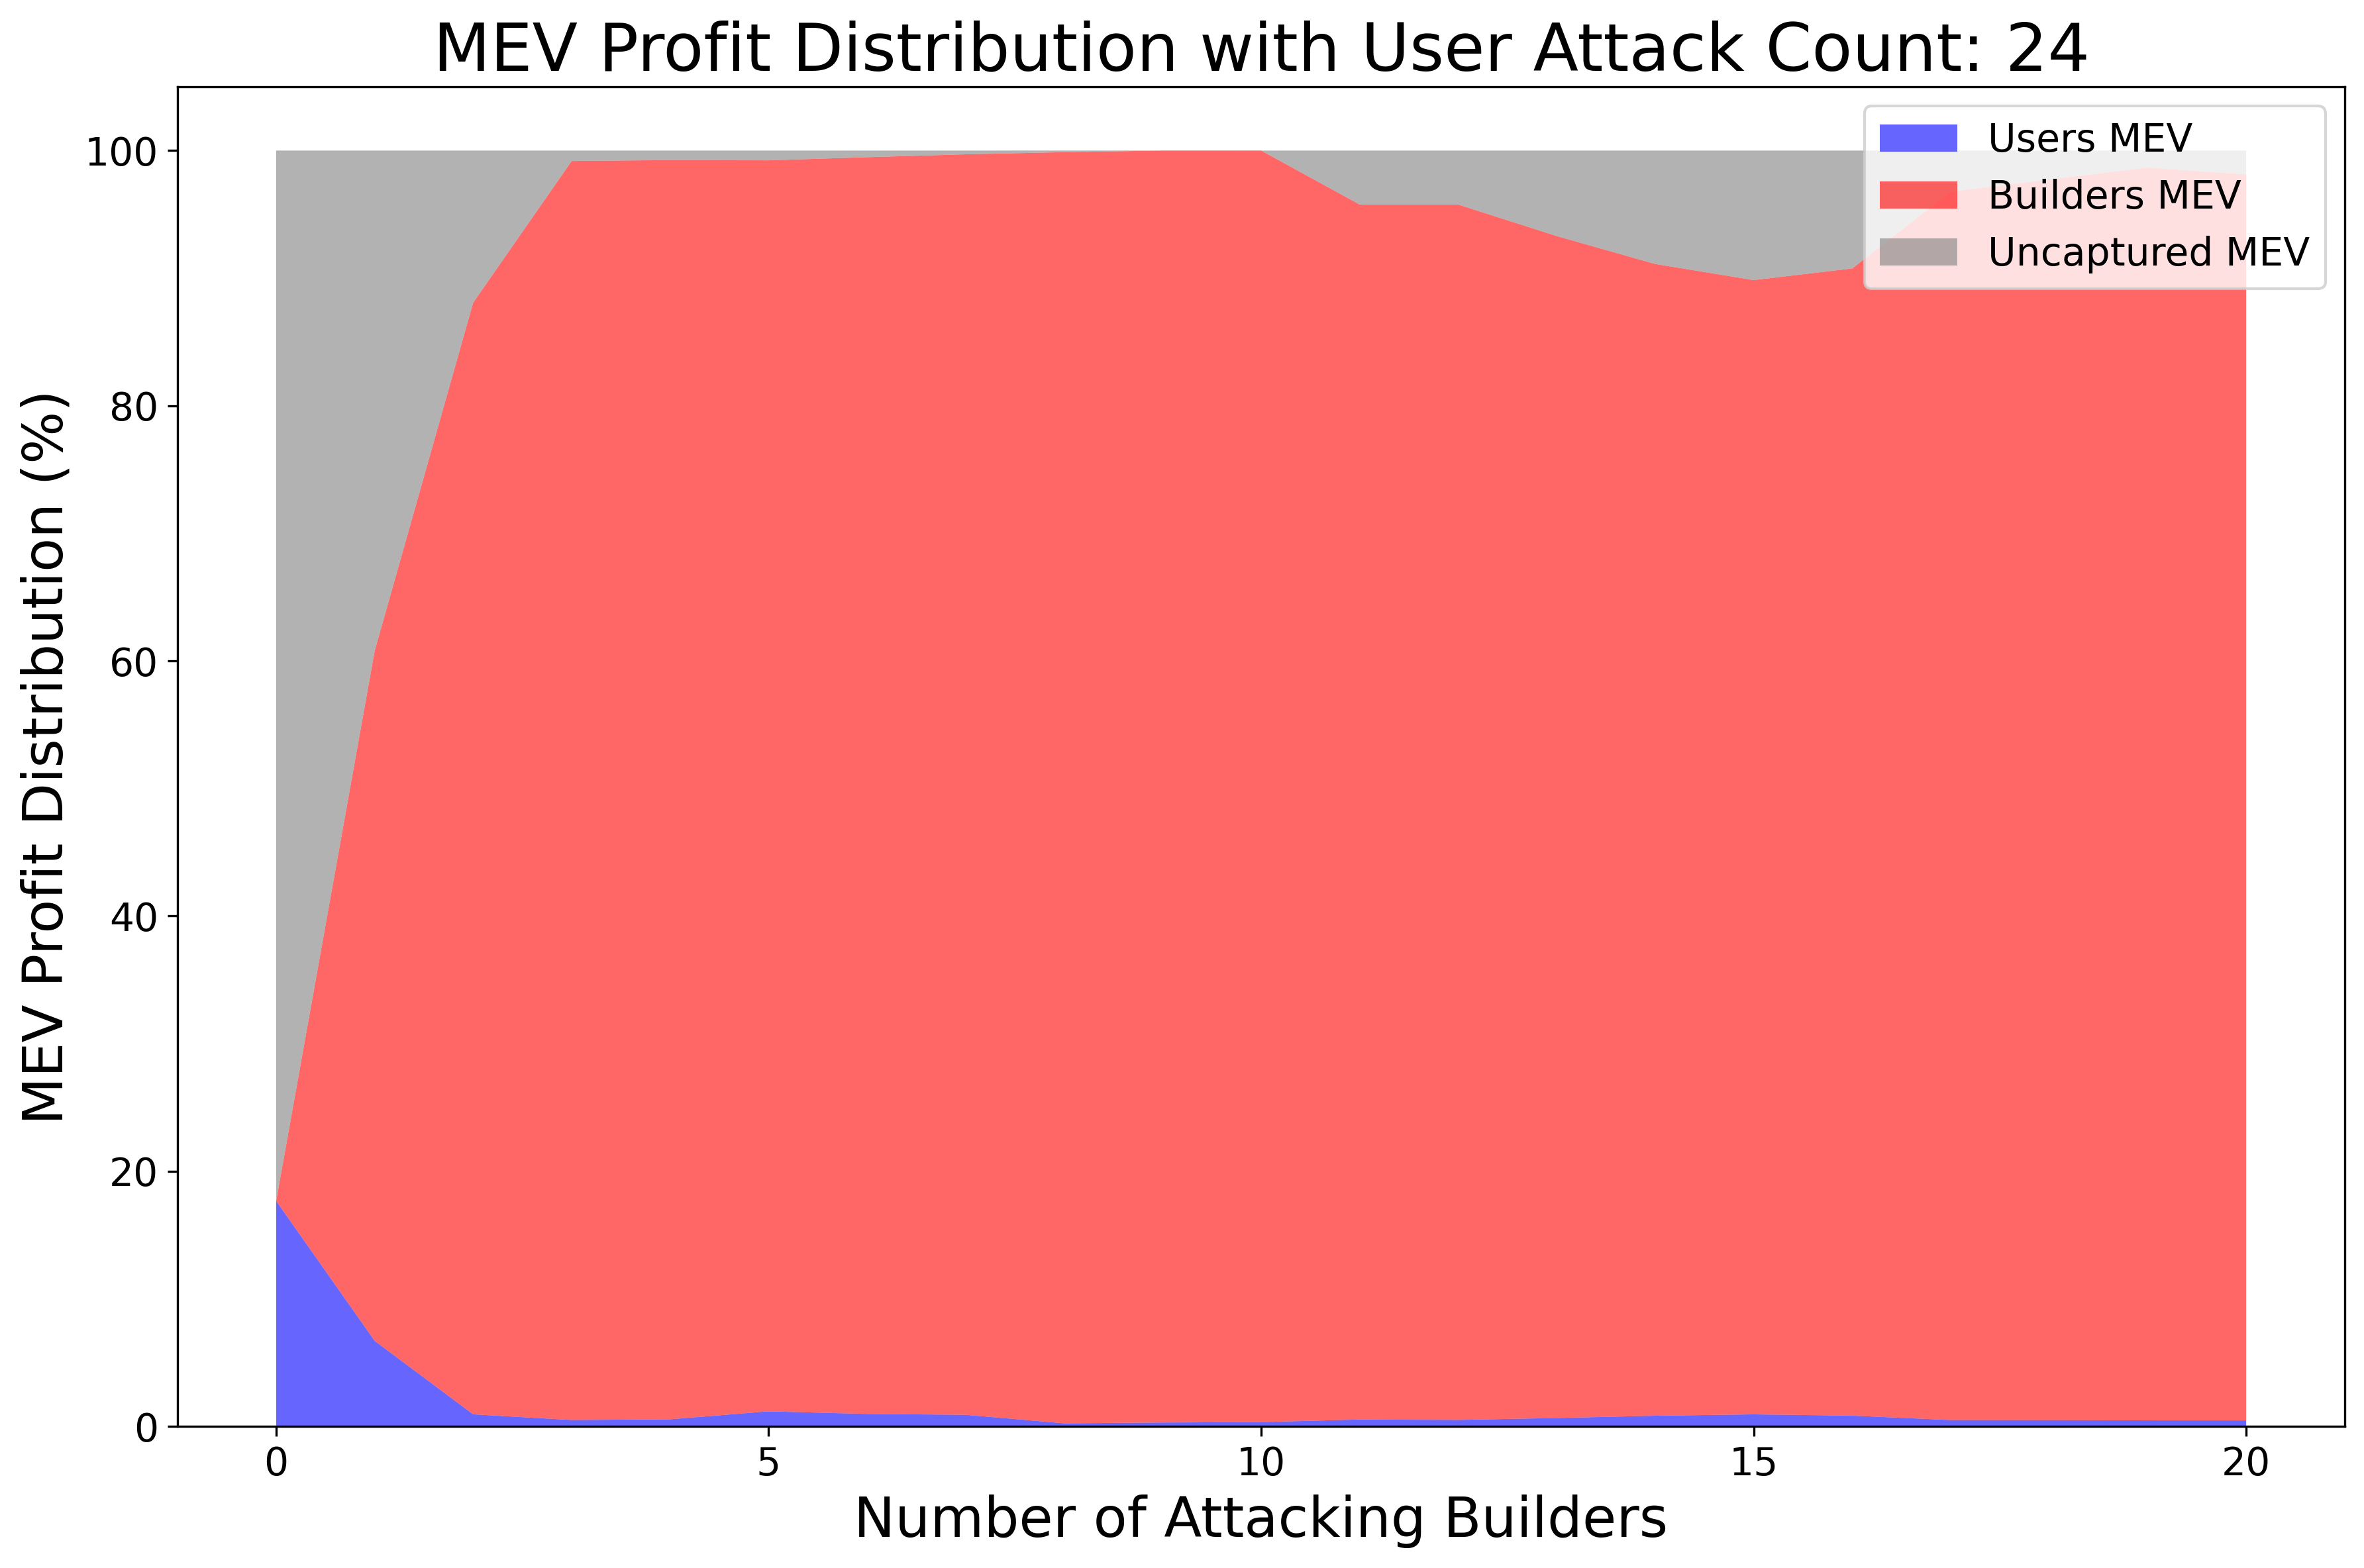 MEV Profit Distribution with User Attack Count: 24
Users MEV
Builders MEV
Uncaptured MEV
MEV Profit Distribution (%)
100
80
60
40
20
0
0 5 10 15 20
Number of Attacking Builders